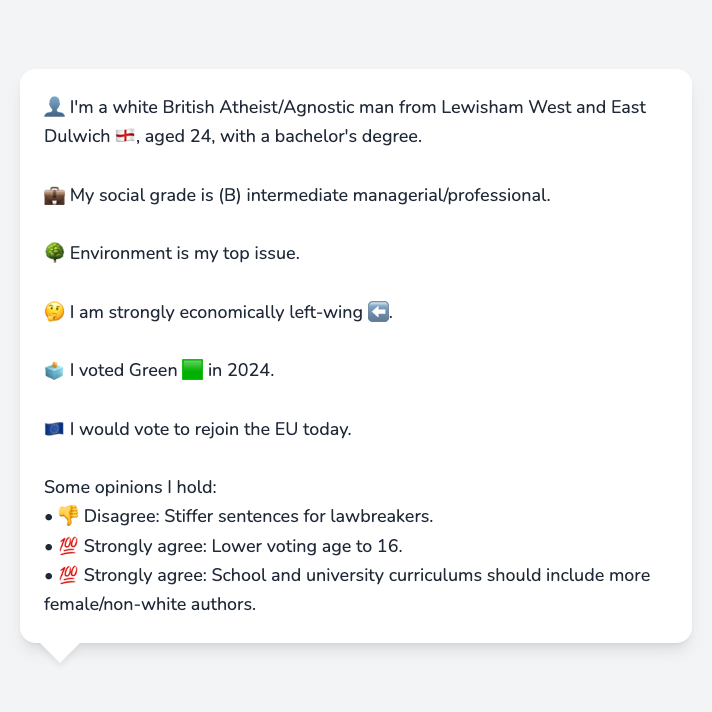 👤 I'm a white British Atheist/Agnostic man from Lewisham West and East
Dulwich 🏴󠁧󠁢󠁥󠁮󠁧󠁿, aged 24, with a bachelor's degree.
💼 My social grade is (B) intermediate managerial/professional.
🌳 Environment is my top issue.
🤔 I am strongly economically left-wing ⬅️.
🗳️ I voted Green 🟩 in 2024.
🇪🇺 I would vote to rejoin the EU today.
Some opinions I hold:
• 👎 Disagree: Stiffer sentences for lawbreakers.
• 💯 Strongly agree: Lower voting age to 16.
• 💯 Strongly agree: School and university curriculums should include more
female/non-white authors.